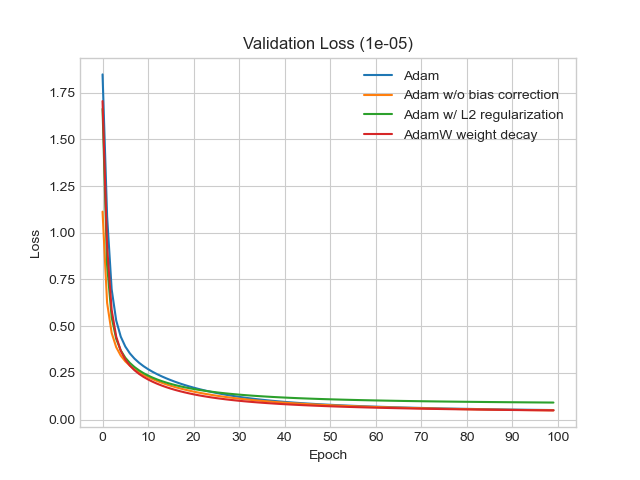 Validation Loss (1e-05)
Adam
Adam w/o bias correction
Adam w/ L2 regularization
AdamW weight decay
1.75
1.50
1.25
1.00
0.75
0.50
0.25
0.00
Loss
0 10 20 30 40 50 60 70 80 90 100
Epoch